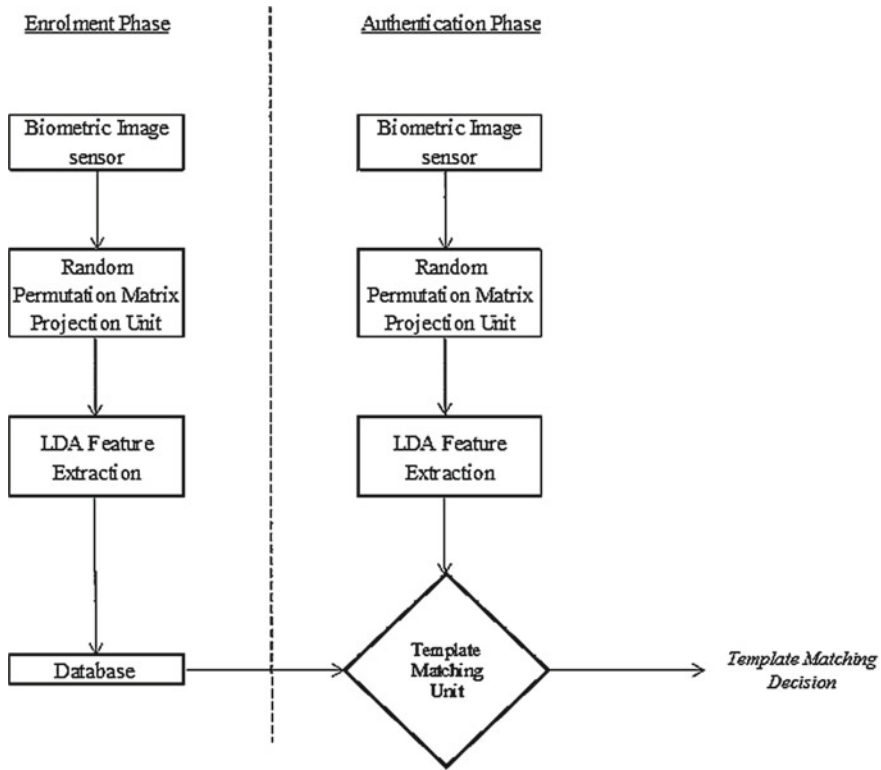 Enrolment Phase
Authentication Phase
Biometric Image
sensor
Biometric Image
sensor
Random
Permutation Matrix
Projection Unit
Random
Permutation Matrix
Projection Unit
LDA Feature
Extraction
LDA Feature
Extraction
Database
Template
Matching
Unit
Template Matching
Decision